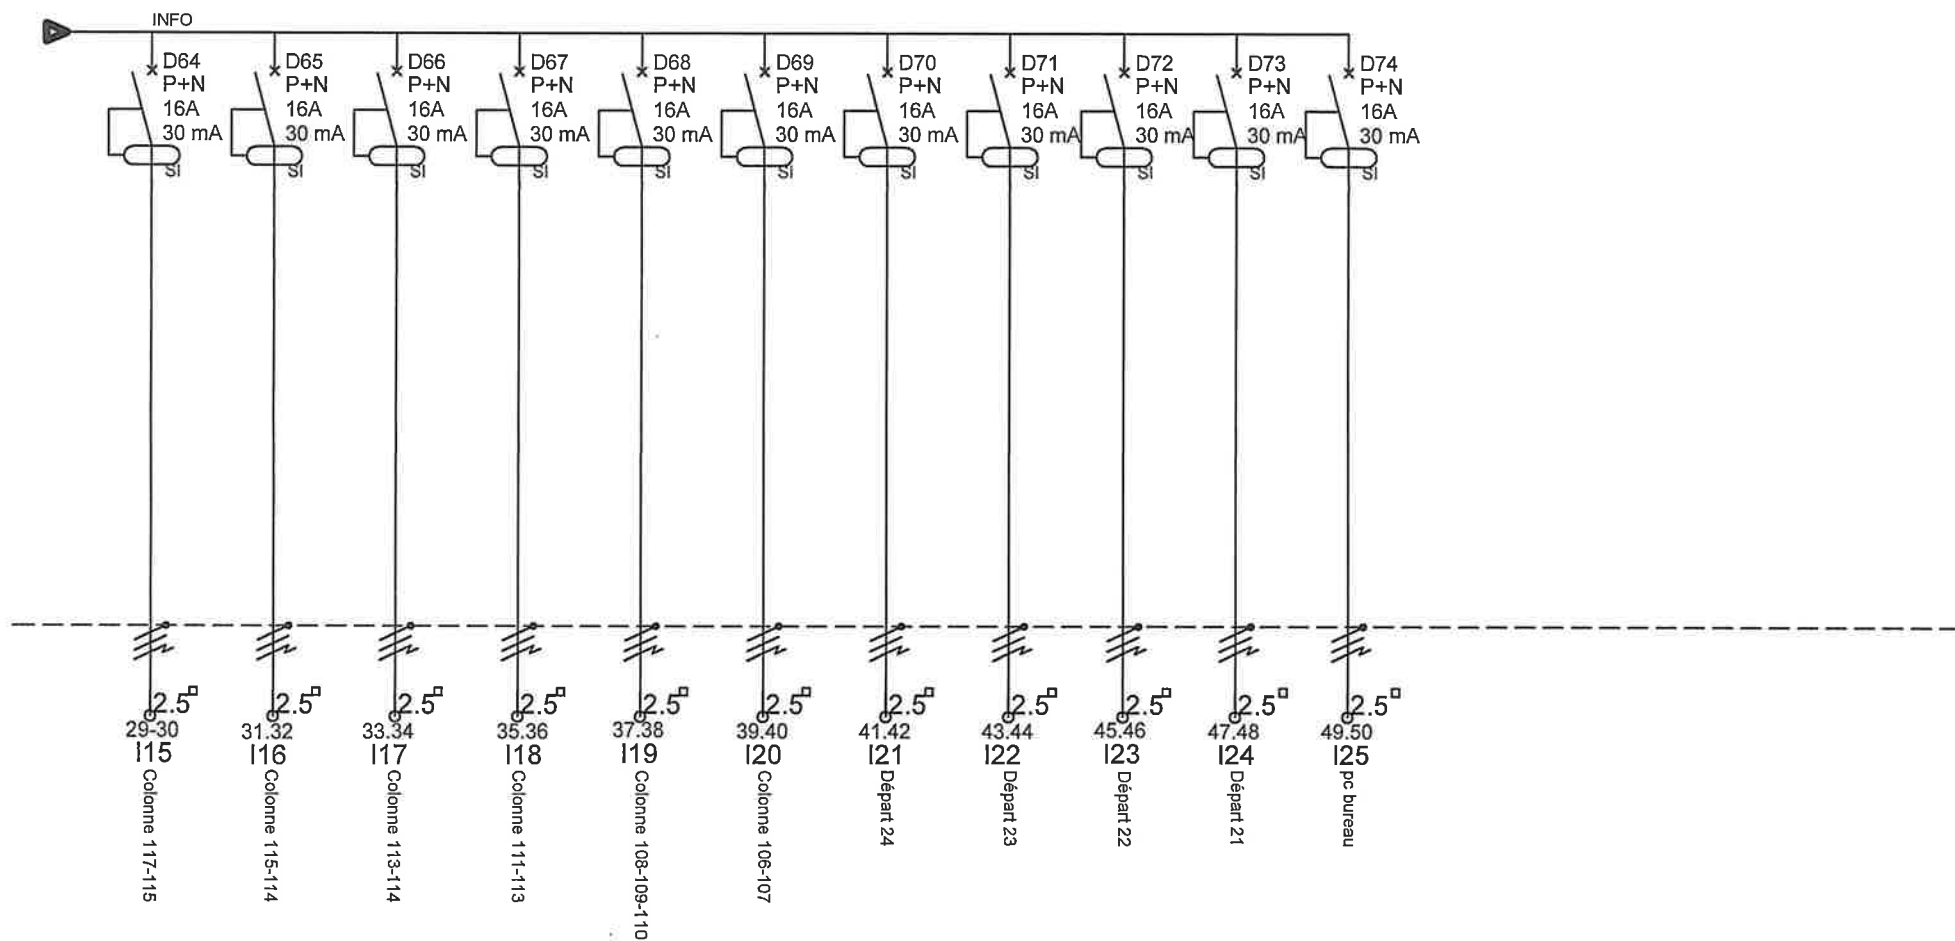 INFO
D64
P+N
16A
30 mA
SI
D65
P+N
16A
30 mA
SI
D66
P+N
16A
30 mA
SI
D67
P+N
16A
30 mA
SI
D68
P+N
16A
30 mA
SI
D69
P+N
16A
30 mA
SI
D70
P+N
16A
30 mA
SI
D71
P+N
16A
30 mA
SI
D72
P+N
16A
30 mA
SI
D73
P+N
16A
30 mA
SI
D74
P+N
16A
30 mA
SI
2.5▫
29-30
I15
Colonne 117-115
2.5▫
31.32
I16
Colonne 115-114
2.5▫
33.34
I17
Colonne 113-114
2.5▫
35.36
I18
Colonne 111-113
2.5▫
37.38
I19
Colonne 108-109-110
2.5▫
39.40
I20
Colonne 106-107
2.5▫
41.42
I21
Départ 24
2.5▫
43.44
I22
Départ 23
2.5▫
45.46
I23
Départ 22
2.5▫
47.48
I24
Départ 21
2.5▫
49.50
I25
pc bureau